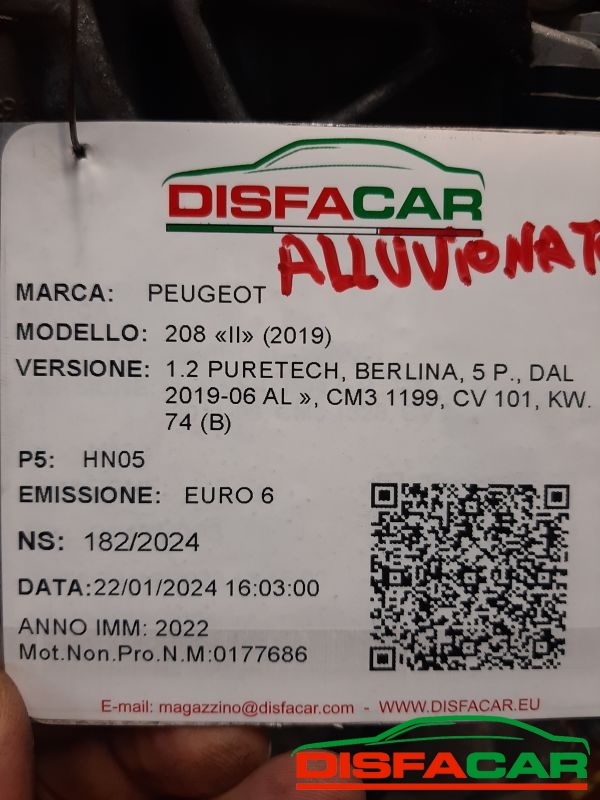 DISFACAR
ALLUVIONATO
MARCA: PEUGEOT
MODELLO: 208 «II» (2019)
VERSIONE: 1.2 PURETECH, BERLINA, 5 P., DAL
2019-06 AL », CM3 1199, CV 101, KW.
74 (B)
P5: HN05
EMISSIONE: EURO 6
NS: 182/2024
DATA:22/01/2024 16:03:00
ANNO IMM: 2022
Mot.Non.Pro.N.M:0177686
E-mail: magazzino@disfacar.com - WWW.DISFACAR.EU
DISFACAR